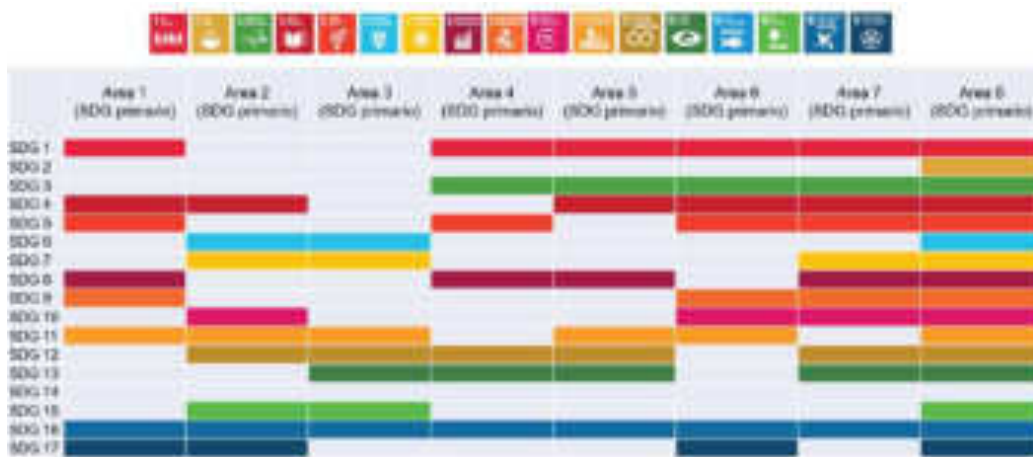 Area 1 Area 2 Area 3 Area 4 Area 5 Area 6 Area 7 Area 8
(SDG primario) (SDG primario) (SDG primario) (SDG primario) (SDG primario) (SDG primario) (SDG primario) (SDG primario)
SDG 1
SDG 2
SDG 3
SDG 4
SDG 5
SDG 6
SDG 7
SDG 8
SDG 9
SDG 10
SDG 11
SDG 12
SDG 13
SDG 14
SDG 15
SDG 16
SDG 17